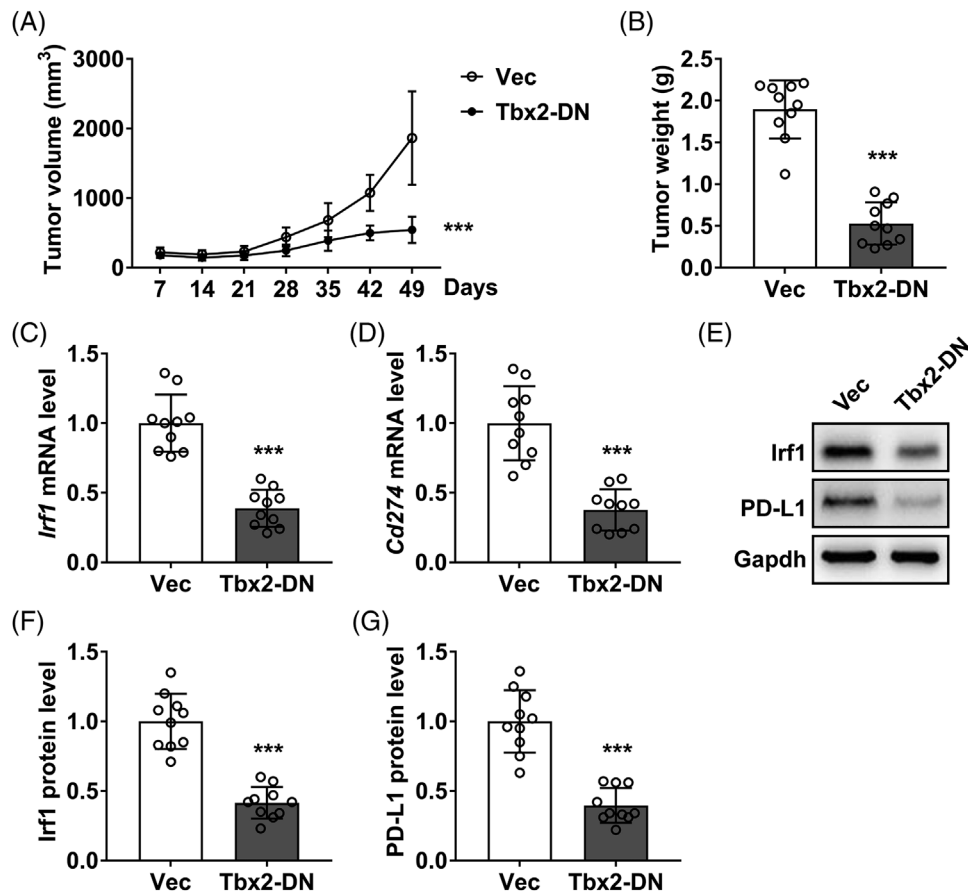 (A)
Tumor volume (mm³)
3000
2000
1000
0
7 14 21 28 35 42 49 Days
Vec
Tbx2-DN
***
(B)
Tumor weight (g)
2.5
2.0
1.5
1.0
0.5
0.0
***
Vec Tbx2-DN
(C)
Irf1 mRNA level
1.5
1.0
0.5
0.0
***
Vec Tbx2-DN
(D)
Cd274 mRNA level
1.5
1.0
0.5
0.0
***
Vec Tbx2-DN
(E)
Vec Tbx2-DN
Irf1
PD-L1
Gapdh
(F)
Irf1 protein level
1.5
1.0
0.5
0.0
***
Vec Tbx2-DN
(G)
PD-L1 protein level
1.5
1.0
0.5
0.0
***
Vec Tbx2-DN